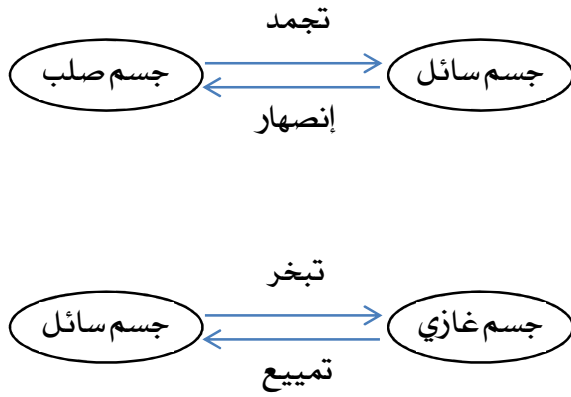 تجمد
جسم سائل
جسم صلب
إنصهار
تبخر
جسم غازي
جسم سائل
تمييع